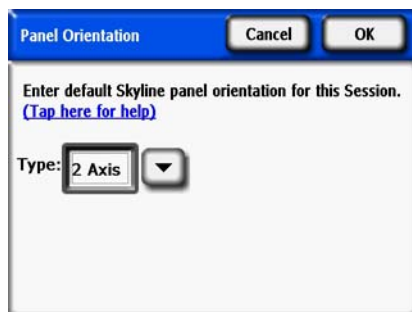 Panel Orientation Cancel OK
Enter default Skyline panel orientation for this Session.
(Tap here for help)
Type: 2 Axis